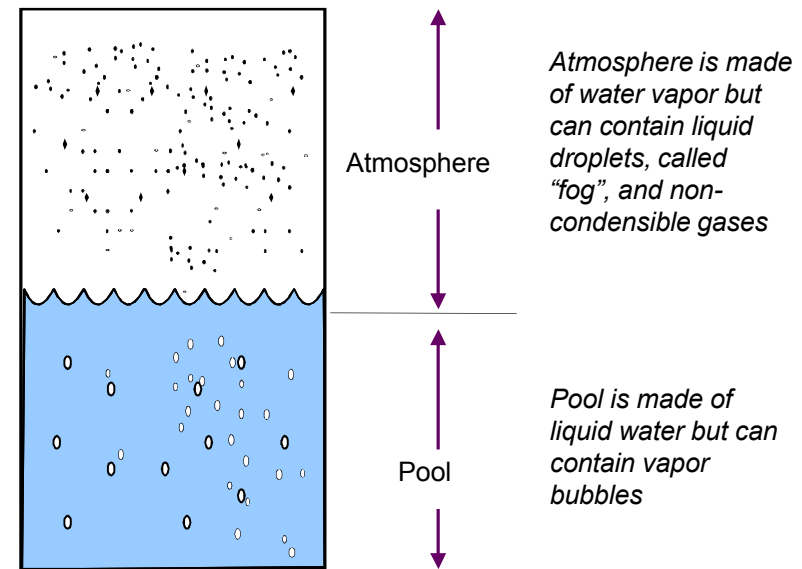 Atmosphere
Atmosphere is made
of water vapor but
can contain liquid
droplets, called
“fog”, and non-
condensible gases
Pool
Pool is made of
liquid water but can
contain vapor
bubbles